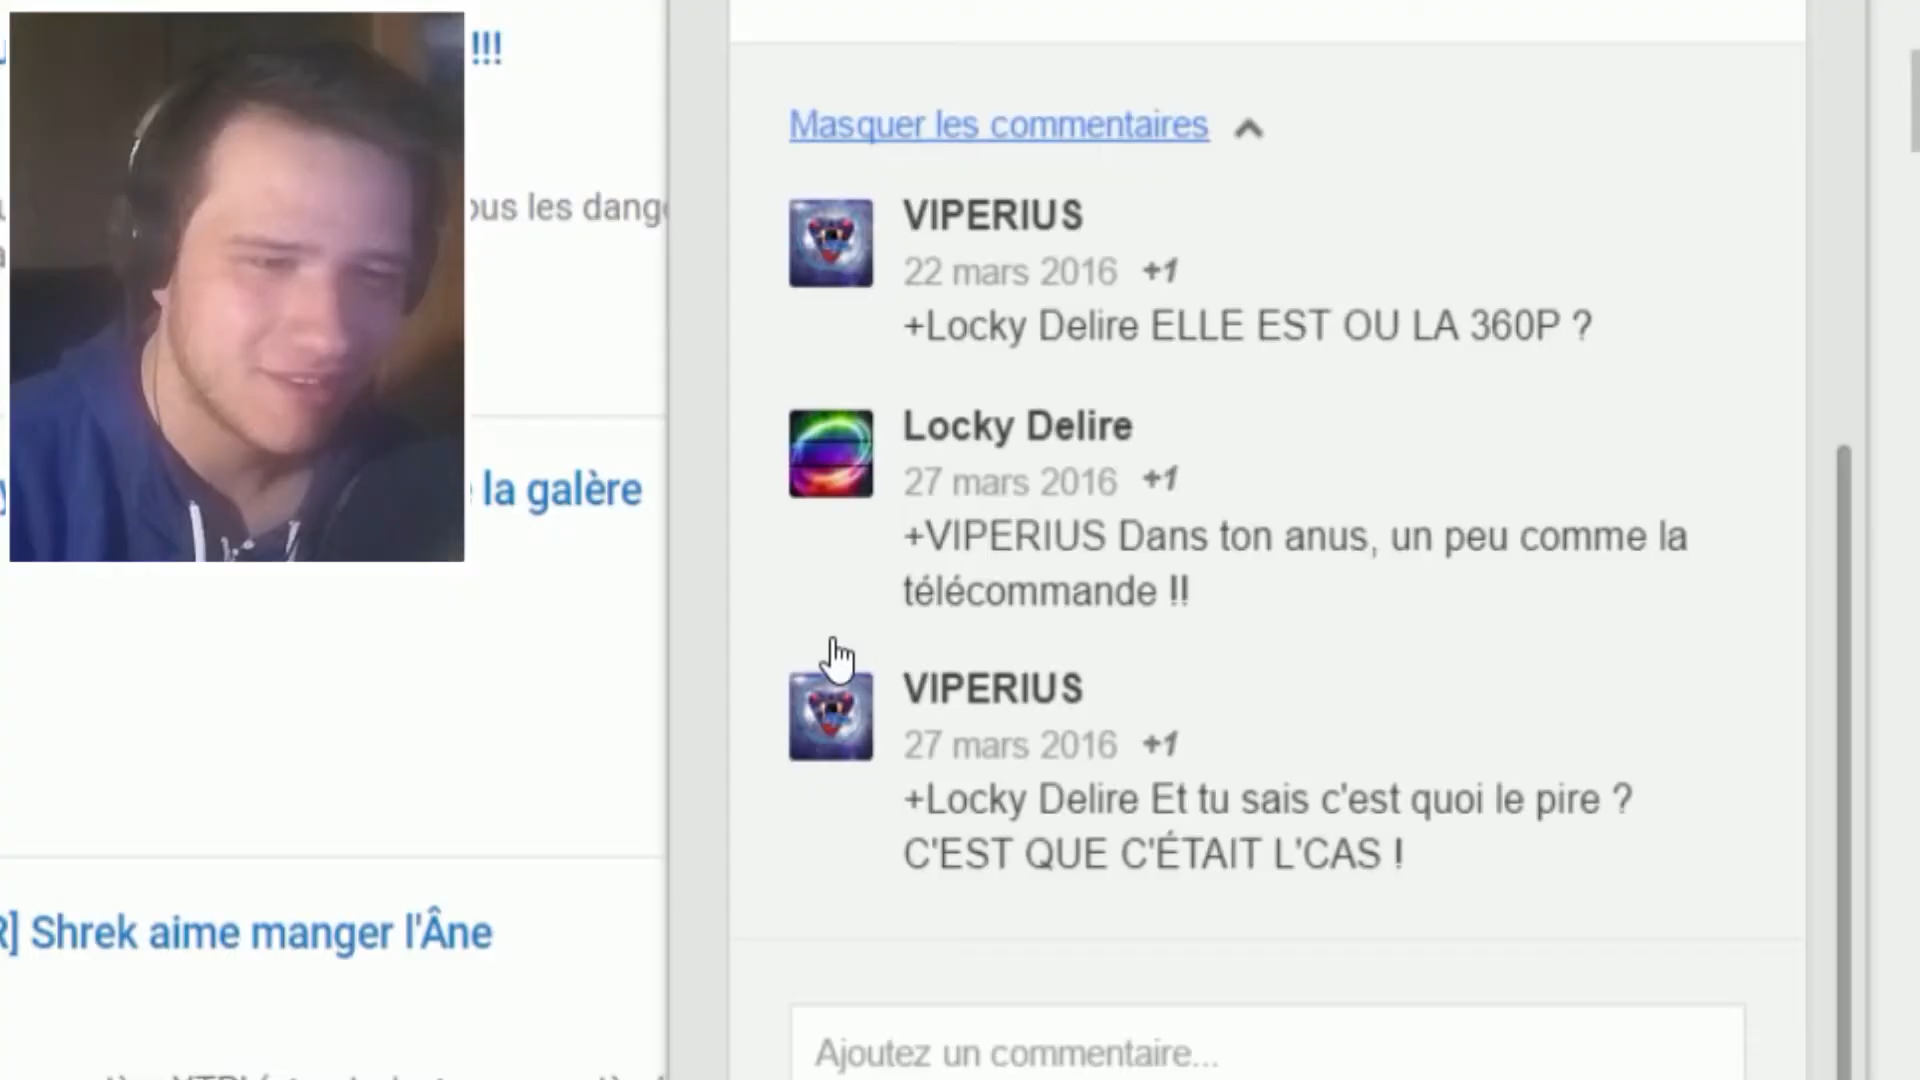 !!!
les dang
la galère
Shrek aime manger l'Âne
Masquer les commentaires
VIPERIUS
22 mars 2016 +1
+Locky Delire ELLE EST OU LA 360P ?
Locky Delire
27 mars 2016 +1
+VIPERIUS Dans ton anus, un peu comme la
télécommande !!
VIPERIUS
27 mars 2016 +1
+Locky Delire Et tu sais c'est quoi le pire ?
C'EST QUE C'ÉTAIT L'CAS !
Ajoutez un commentaire...